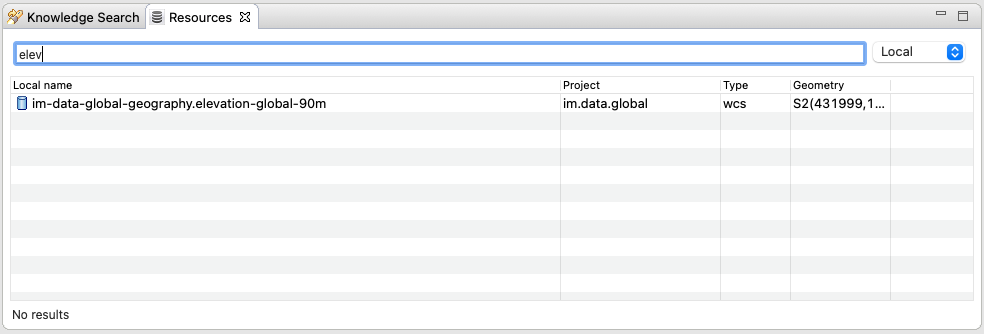 Knowledge Search Resources
elev Local
Local name Project Type Geometry
im-data-global-geography.elevation-global-90m im.data.global wcs S2(431999,1...
No results